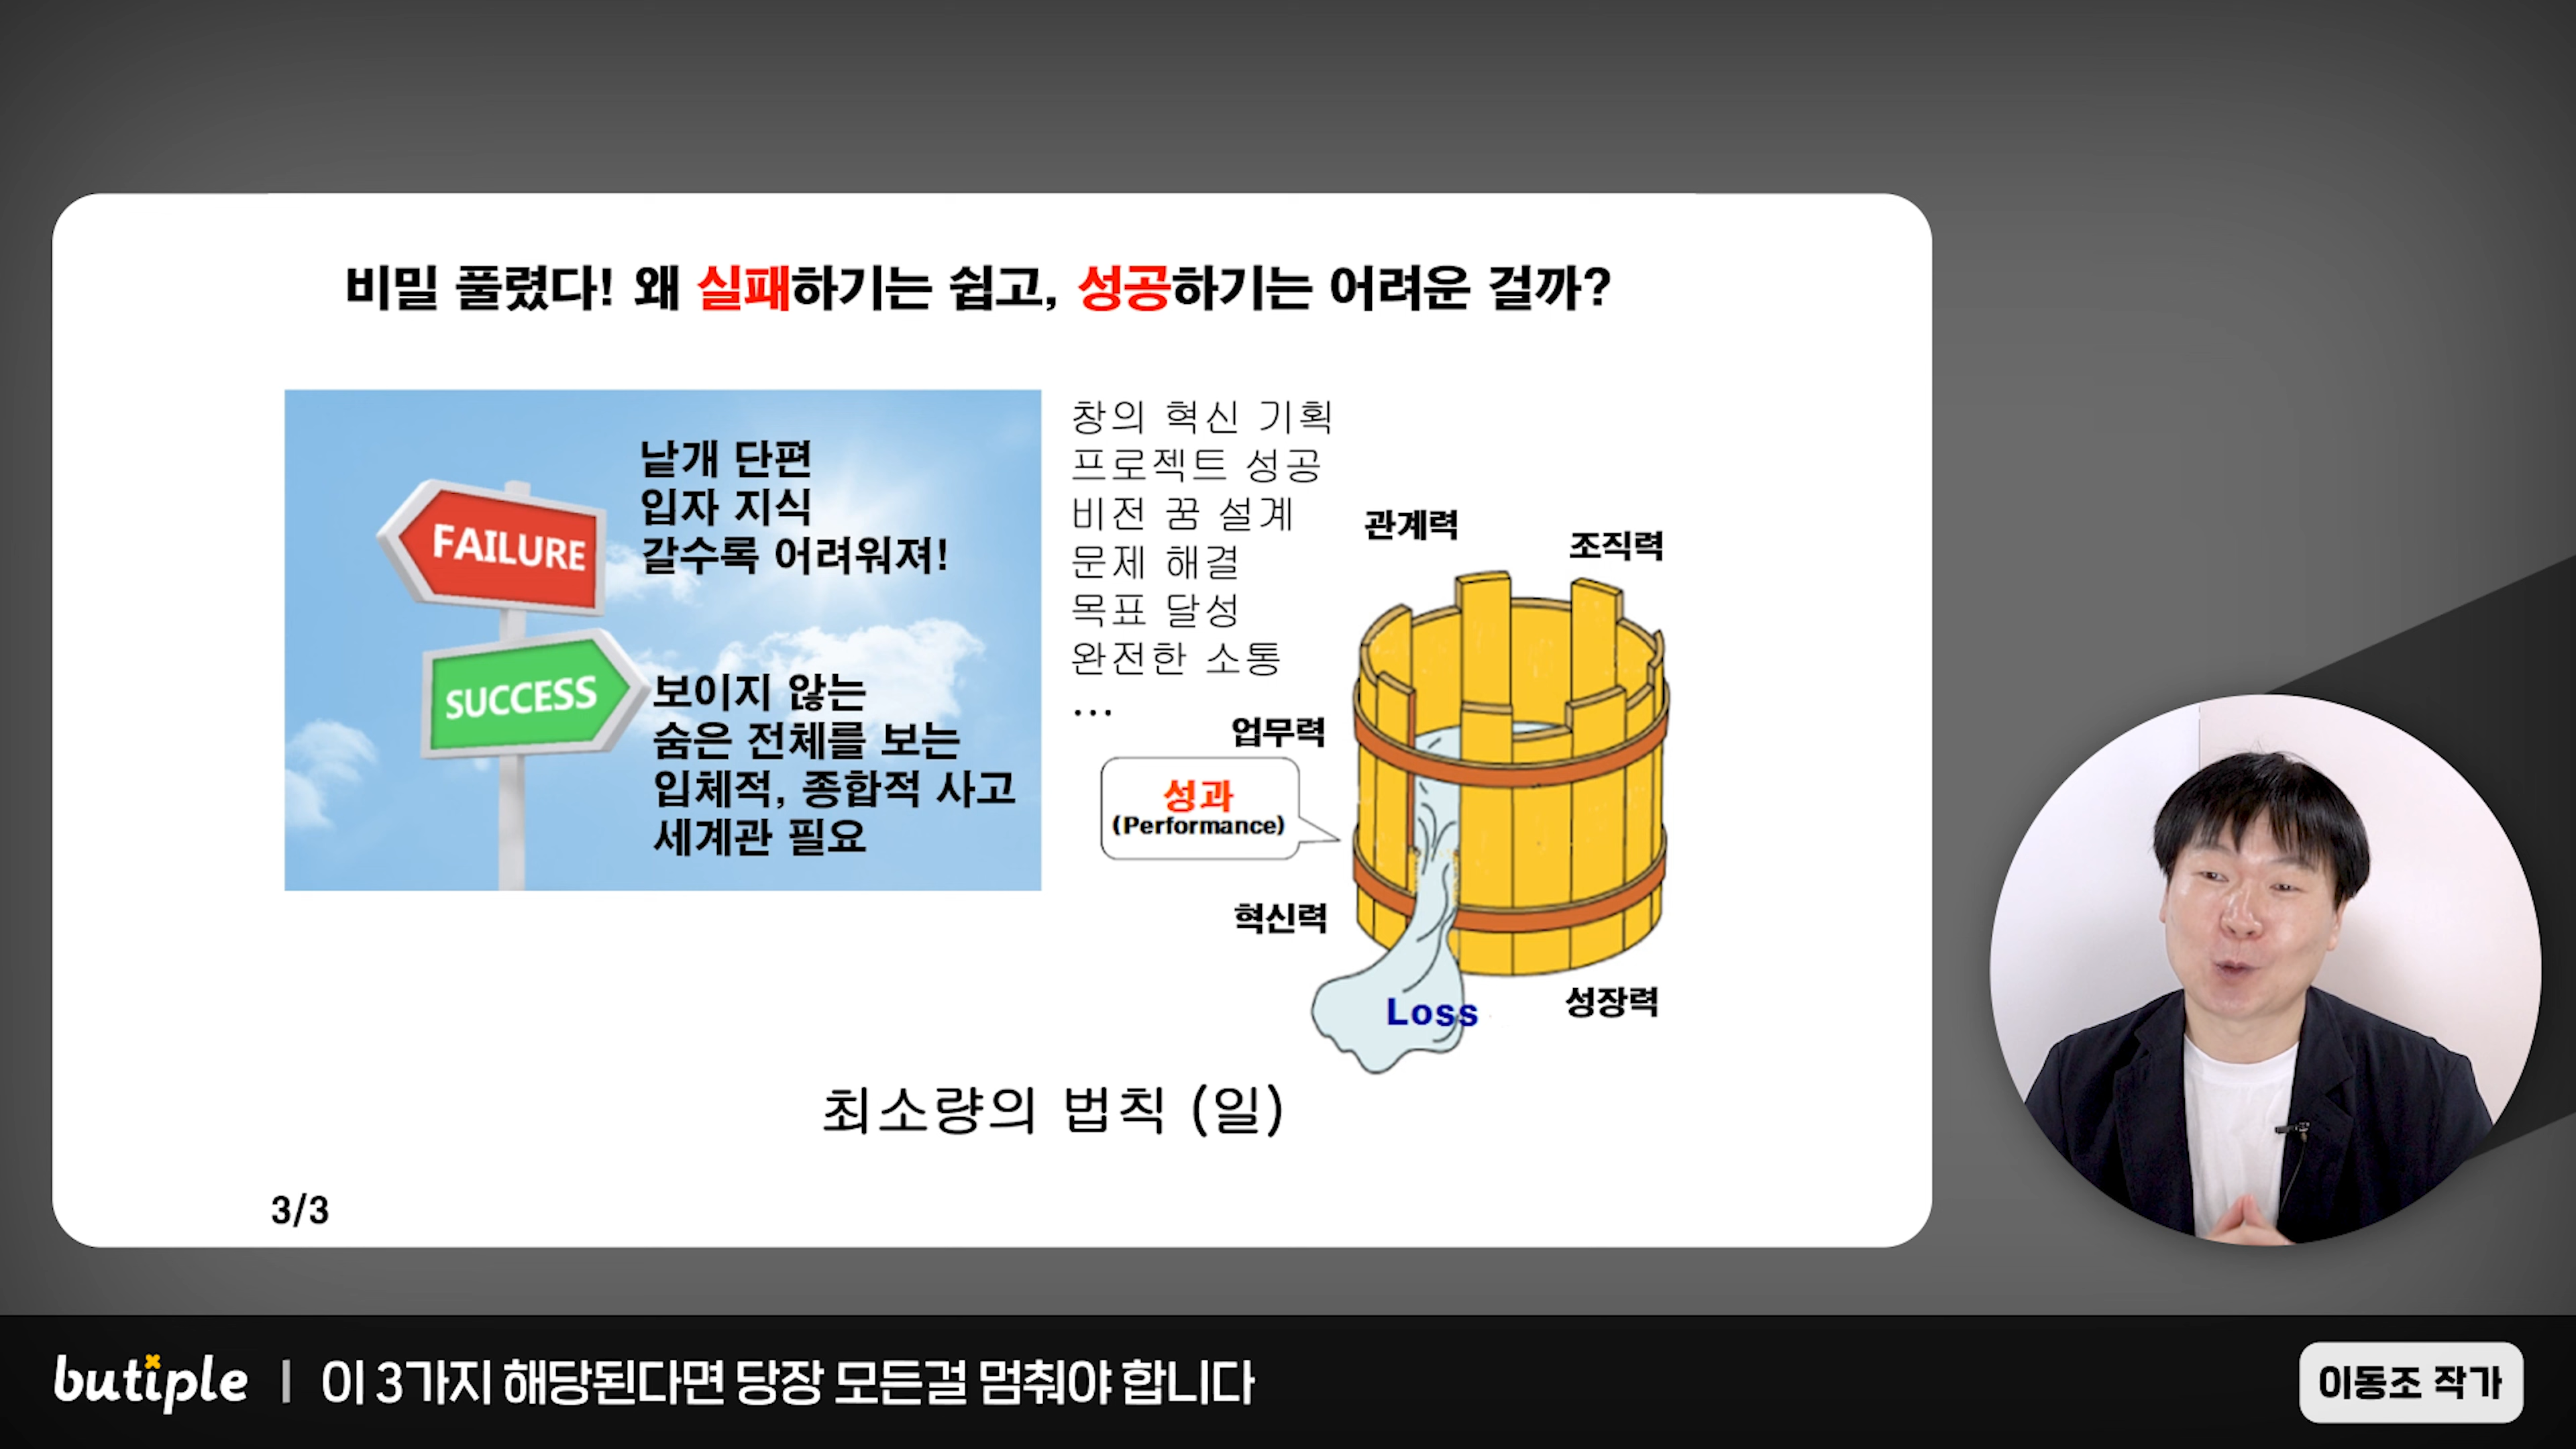 비밀 풀렸다! 왜 실패하기는 쉽고, 성공하기는 어려운 걸까?
FAILURE
낱개 단편
입자 지식
갈수록 어려워져!
SUCCESS
보이지 않는
숨은 전체를 보는
입체적, 종합적 사고
세계관 필요
창의 혁신 기획
프로젝트 성공
비전 꿈 설계
문제 해결
목표 달성
완전한 소통
...
관계력
조직력
업무력
성과
(Performance)
혁신력
성장력
Loss
최소량의 법칙 (일)
3/3
butiple | 이 3가지 해당된다면 당장 모든걸 멈춰야 합니다
이동조 작가